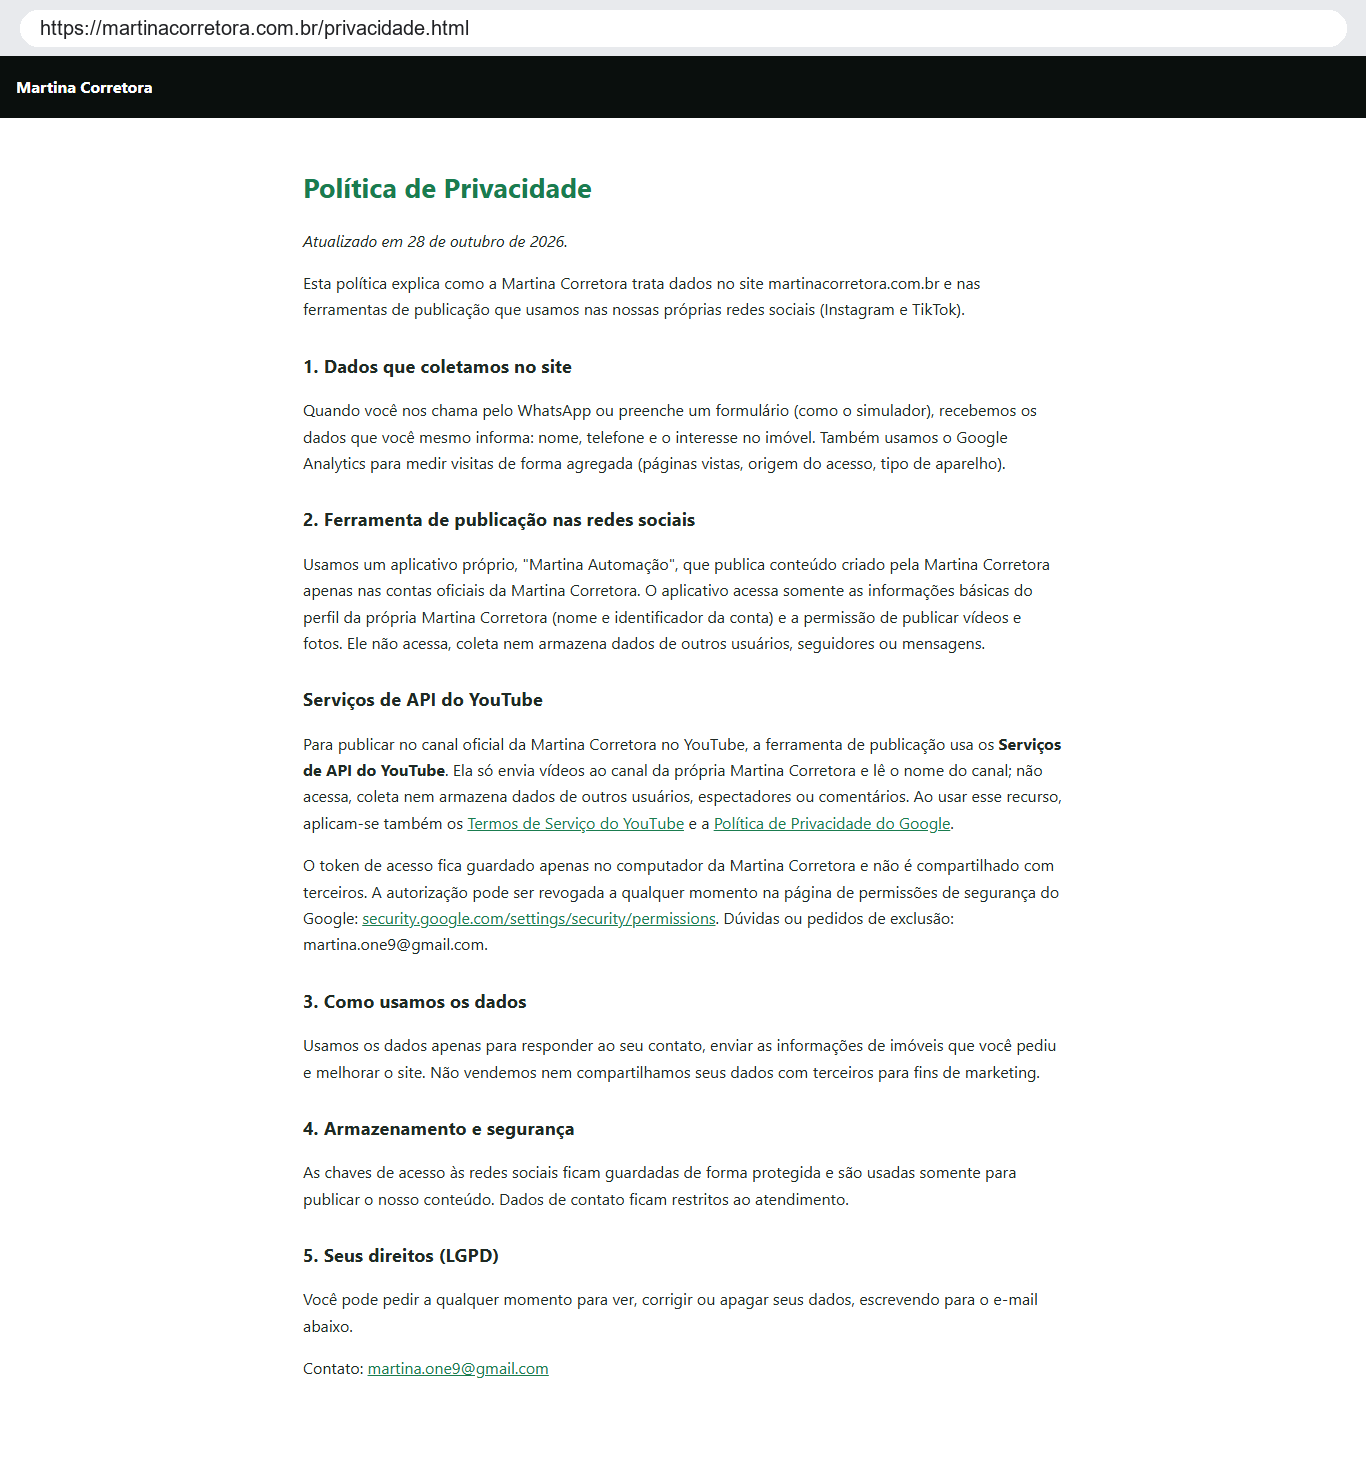 https://martinacorretora.com.br/privacidade.html
Martina Corretora
Política de Privacidade
Atualizado em 28 de outubro de 2026.
Esta política explica como a Martina Corretora trata dados no site martinacorretora.com.br e nas
ferramentas de publicação que usamos nas nossas próprias redes sociais (Instagram e TikTok).
1. Dados que coletamos no site
Quando você nos chama pelo WhatsApp ou preenche um formulário (como o simulador), recebemos os
dados que você mesmo informa: nome, telefone e o interesse no imóvel. Também usamos o Google
Analytics para medir visitas de forma agregada (páginas vistas, origem do acesso, tipo de aparelho).
2. Ferramenta de publicação nas redes sociais
Usamos um aplicativo próprio, "Martina Automação", que publica conteúdo criado pela Martina Corretora
apenas nas contas oficiais da Martina Corretora. O aplicativo acessa somente as informações básicas do
perfil da própria Martina Corretora (nome e identificador da conta) e a permissão de publicar vídeos e
fotos. Ele não acessa, coleta nem armazena dados de outros usuários, seguidores ou mensagens.
Serviços de API do YouTube
Para publicar no canal oficial da Martina Corretora no YouTube, a ferramenta de publicação usa os Serviços
de API do YouTube. Ela só envia vídeos ao canal da própria Martina Corretora e lê o nome do canal; não
acessa, coleta nem armazena dados de outros usuários, espectadores ou comentários. Ao usar esse recurso,
aplicam-se também os Termos de Serviço do YouTube e a Política de Privacidade do Google.
O token de acesso fica guardado apenas no computador da Martina Corretora e não é compartilhado com
terceiros. A autorização pode ser revogada a qualquer momento na página de permissões de segurança do
Google: security.google.com/settings/security/permissions. Dúvidas ou pedidos de exclusão:
martina.one9@gmail.com.
3. Como usamos os dados
Usamos os dados apenas para responder ao seu contato, enviar as informações de imóveis que você pediu
e melhorar o site. Não vendemos nem compartilhamos seus dados com terceiros para fins de marketing.
4. Armazenamento e segurança
As chaves de acesso às redes sociais ficam guardadas de forma protegida e são usadas somente para
publicar o nosso conteúdo. Dados de contato ficam restritos ao atendimento.
5. Seus direitos (LGPD)
Você pode pedir a qualquer momento para ver, corrigir ou apagar seus dados, escrevendo para o e-mail
abaixo.
Contato: martina.one9@gmail.com